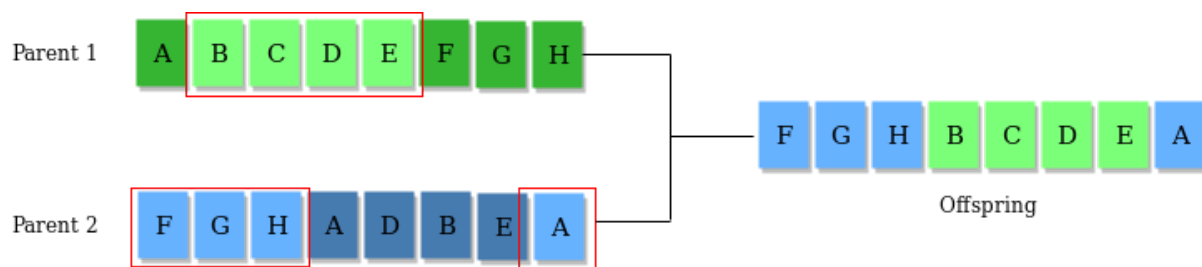 Parent 1 A B C D E F G H
F G H B C D E A
Offspring
Parent 2 F G H A D B E A